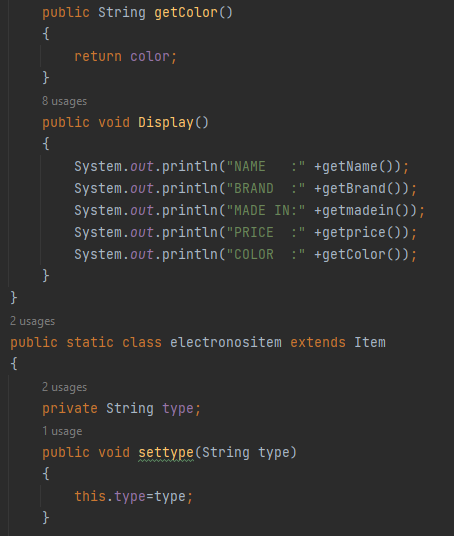 public String getColor()
{
return color;
}
8 usages
public void Display()
{
System.out.println("NAME   :" +getName());
System.out.println("BRAND  :" +getBrand());
System.out.println("MADE IN:" +getmadein());
System.out.println("PRICE  :" +getprice());
System.out.println("COLOR  :" +getColor());
}
}
2 usages
public static class electronositem extends Item
{
2 usages
private String type;
1 usage
public void settype(String type)
{
this.type=type;
}